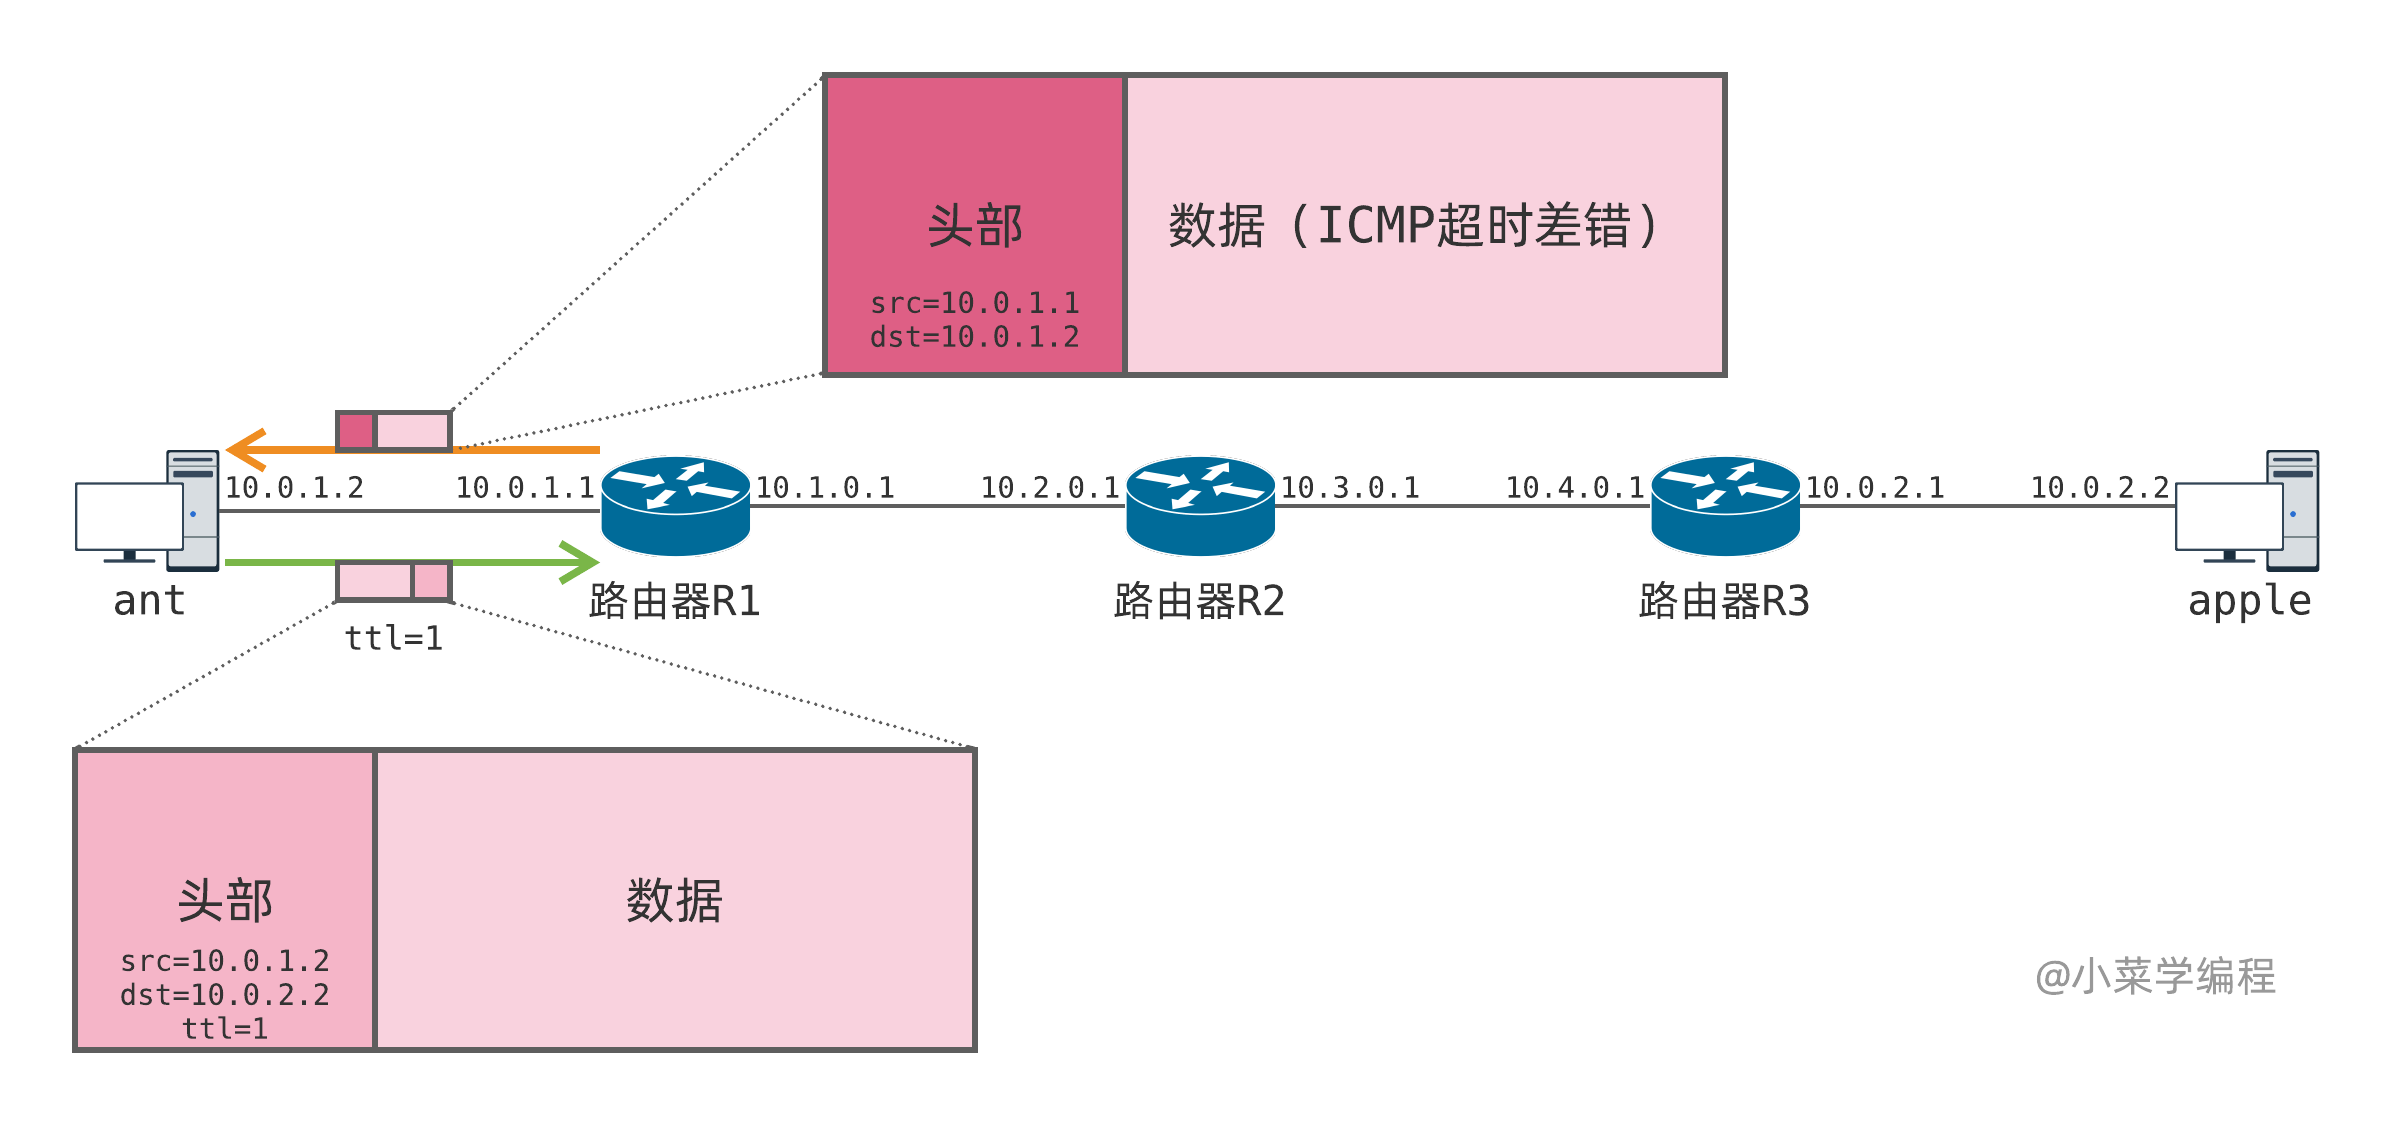 头部
数据（ICMP超时差错）
src=10.0.1.1
dst=10.0.1.2
10.0.1.2
10.0.1.1
10.1.0.1
10.2.0.1
10.3.0.1
10.4.0.1
10.0.2.1
10.0.2.2
ant
路由器R1
路由器R2
路由器R3
apple
ttl=1
头部
数据
src=10.0.1.2
dst=10.0.2.2
ttl=1
@小菜学编程